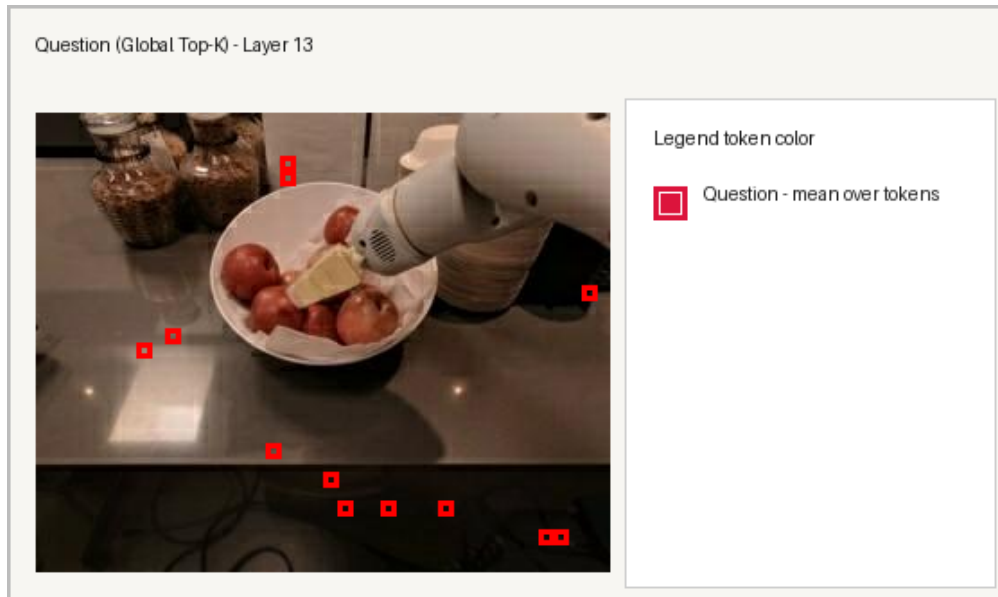 Question (Global Top-K) - Layer 13
Legend token color
Question - mean over tokens